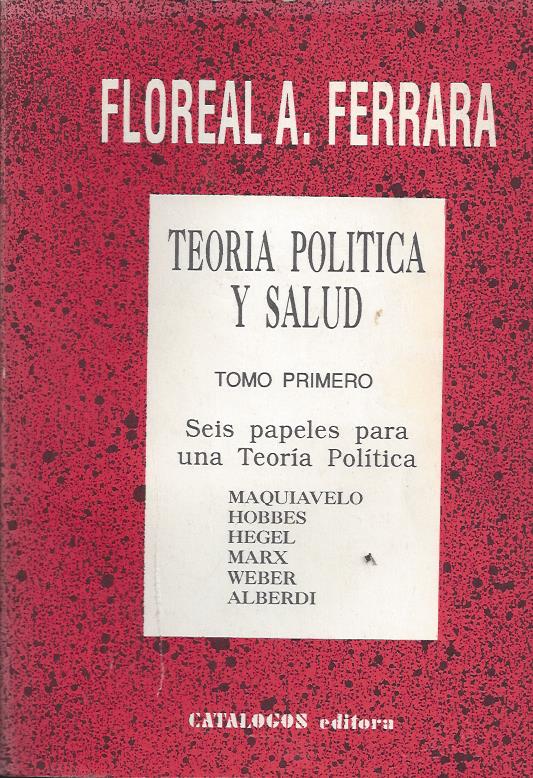 FLOREAL A. FERRARA
TEORIA POLITICA
Y SALUD
TOMO PRIMERO
Seis papeles para
una Teoría Política
MAQUIAVELO
HOBBES
HEGEL
MARX
WEBER
ALBERDI
CATALOGOS editora